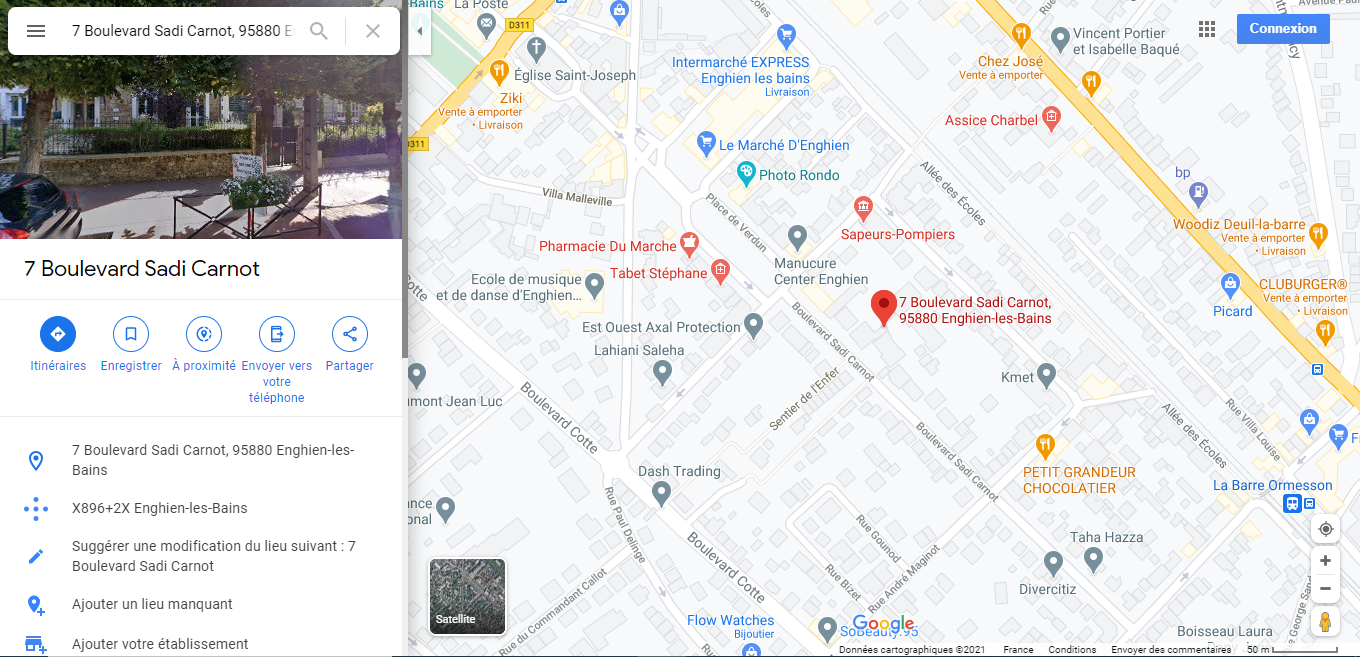 7 Boulevard Sadi Carnot, 95880 E
7 Boulevard Sadi Carnot
Itinéraires
Enregistrer
À proximité
Envoyer vers
votre
téléphone
Partager
7 Boulevard Sadi Carnot, 95880 Enghien-les-
Bains
X896+2X Enghien-les-Bains
Suggérer une modification du lieu suivant : 7
Boulevard Sadi Carnot
Ajouter un lieu manquant
Ajouter votre établissement
Bains
La Poste
D311
Église Saint-Joseph
Ziki
Vente à emporter
• Livraison
D311
Intermarché EXPRESS
Enghien les bains
Livraison
Chez José
Vente à emporter
Vincent Portier
et Isabelle Baqué
Connexion
Assice Charbel
Le Marché D'Enghien
Photo Rondo
Villa Malleville
Place de Verdun
Allée des Écoles
bp
Sapeurs-Pompiers
Woodiz Deuil-la-barre
Vente à emporter
• Livraison
Pharmacie Du Marche
Tabet Stéphane
Manucure
Center Enghien
Ecole de musique
et de danse d'Enghien...
Cotte
7 Boulevard Sadi Carnot,
95880 Enghien-les-Bains
Picard
CLUBURGER®
Vente à emporter
• Livraison
Est Ouest Axal Protection
Boulevard Sadi Carnot
Lahiani Saleha
Kmet
Sentier de l'Enfer
umont Jean Luc
Boulevard Cotte
Allée des Écoles
Rue Villa Louise
Boulevard Sadi Carnot
PETIT GRANDEUR
CHOCOLATIER
Dash Trading
La Barre Ormesson
Rue Paul Delinge
Rue Gounod
Boulevard Cotte
Taha Hazza
Rue André Maginot
Rue Bizet
Divercitiz
Rue du Commandant Callot
Satellite
Flow Watches
Bijoutier
SoBeauty.95
Google
Boisseau Laura
Rue George Sand
Données cartographiques ©2021
France
Conditions
Envoyer des commentaires
50 m